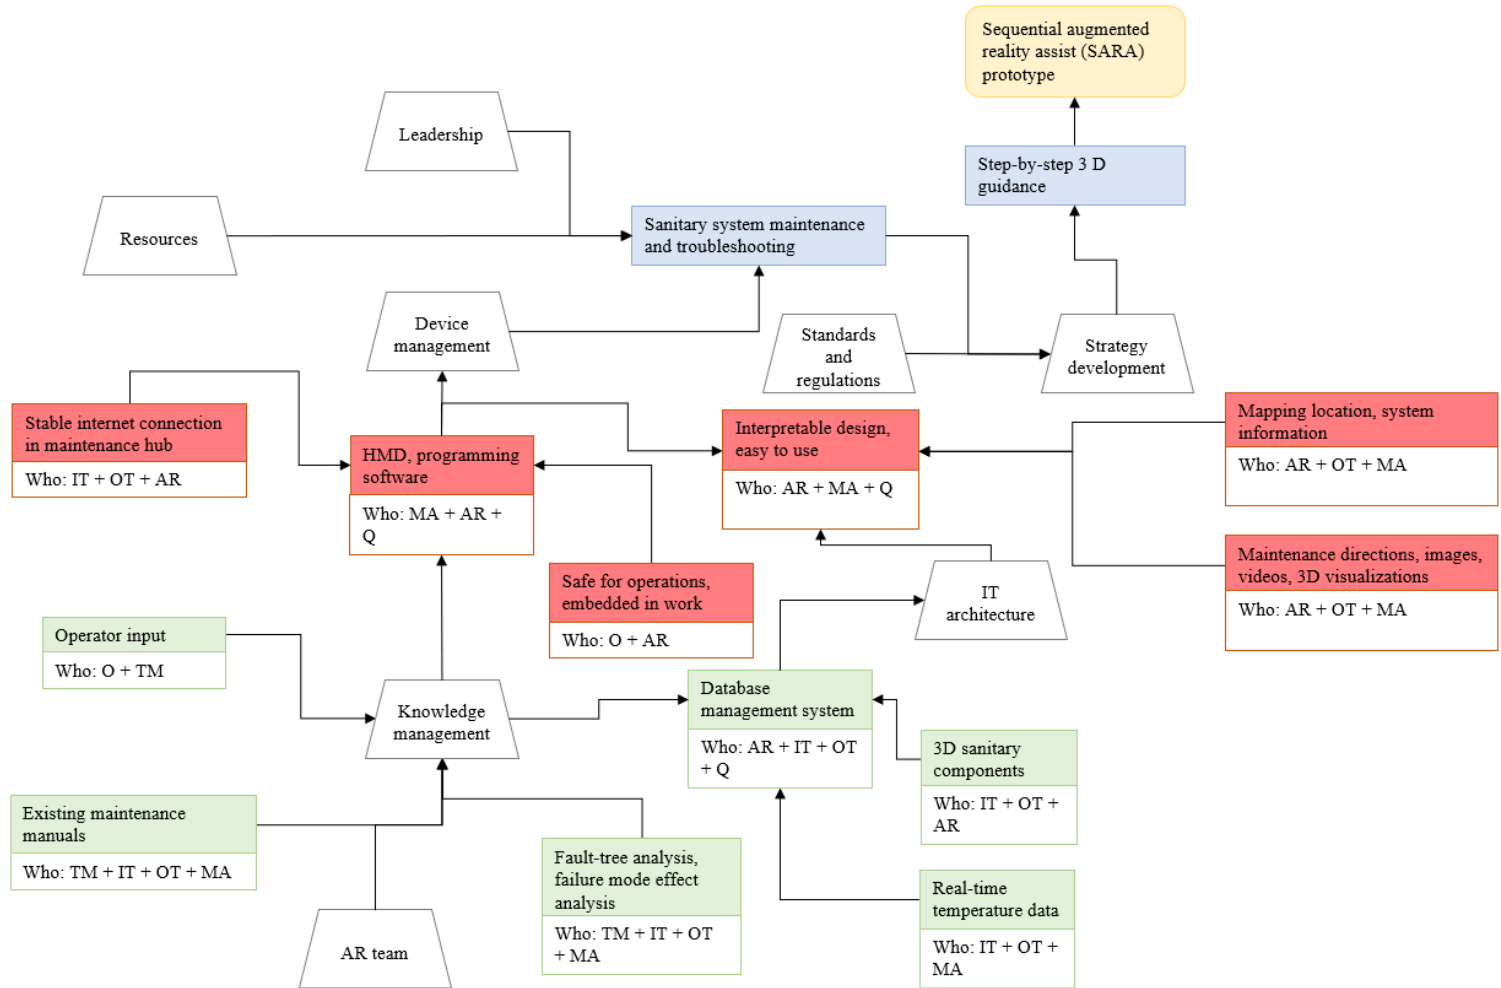 Sequential augmented
reality assist (SARA)
prototype
Leadership
Step-by-step 3 D
guidance
Resources
Sanitary system maintenance
and troubleshooting
Device
management
Standards
and
regulations
Strategy
development
Stable internet connection
in maintenance hub
Who: IT + OT + AR
HMD, programming
software
Who: MA + AR +
Q
Interpretable design,
easy to use
Who: AR + MA + Q
Mapping location, system
information
Who: AR + OT + MA
Maintenance directions, images,
videos, 3D visualizations
Who: AR + OT + MA
Safe for operations,
embedded in work
Who: O + AR
IT
architecture
Operator input
Who: O + TM
Knowledge
management
Database
management system
Who: AR + IT + OT
+ Q
3D sanitary
components
Who: IT + OT +
AR
Existing maintenance
manuals
Who: TM + IT + OT + MA
Fault-tree analysis,
failure mode effect
analysis
Who: TM + IT + OT
+ MA
Real-time
temperature data
Who: IT + OT +
MA
AR team